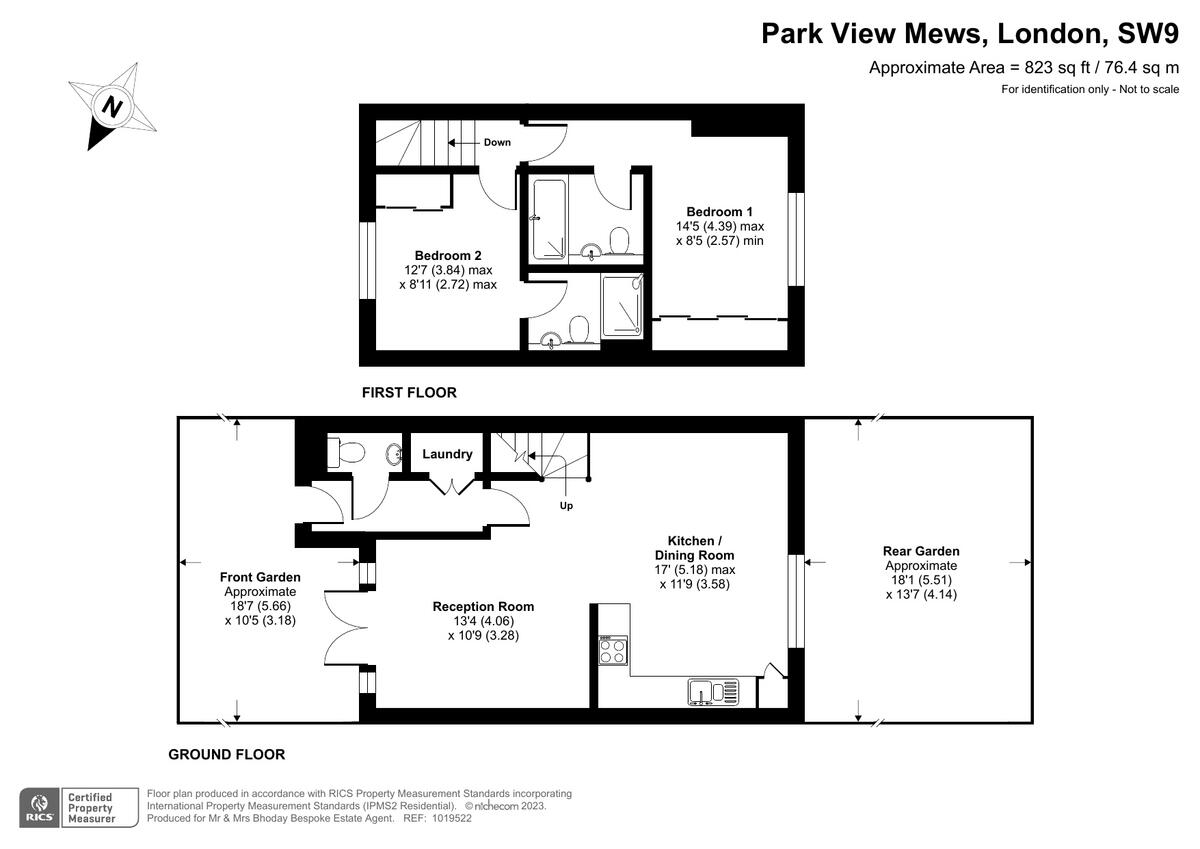 Park View Mews, London, SW9
Approximate Area = 823 sq ft / 76.4 sq m
For identification only - Not to scale
N
Down
Bedroom 1
14'5 (4.39) max
x 8'5 (2.57) min
Bedroom 2
12'7 (3.84) max
x 8'11 (2.72) max
FIRST FLOOR
Laundry
Up
Kitchen /
Dining Room
17' (5.18) max
x 11'9 (3.58)
Rear Garden
Approximate
18'1 (5.51)
x 13'7 (4.14)
Front Garden
Approximate
18'7 (5.66)
x 10'5 (3.18)
Reception Room
13'4 (4.06)
x 10'9 (3.28)
GROUND FLOOR
RICS
Certified
Property
Measurer
Floor plan produced in accordance with RICS Property Measurement Standards incorporating
International Property Measurement Standards (IPMS2 Residential). © nichecom 2023.
Produced for Mr & Mrs Bhoday Bespoke Estate Agent. REF: 1019522